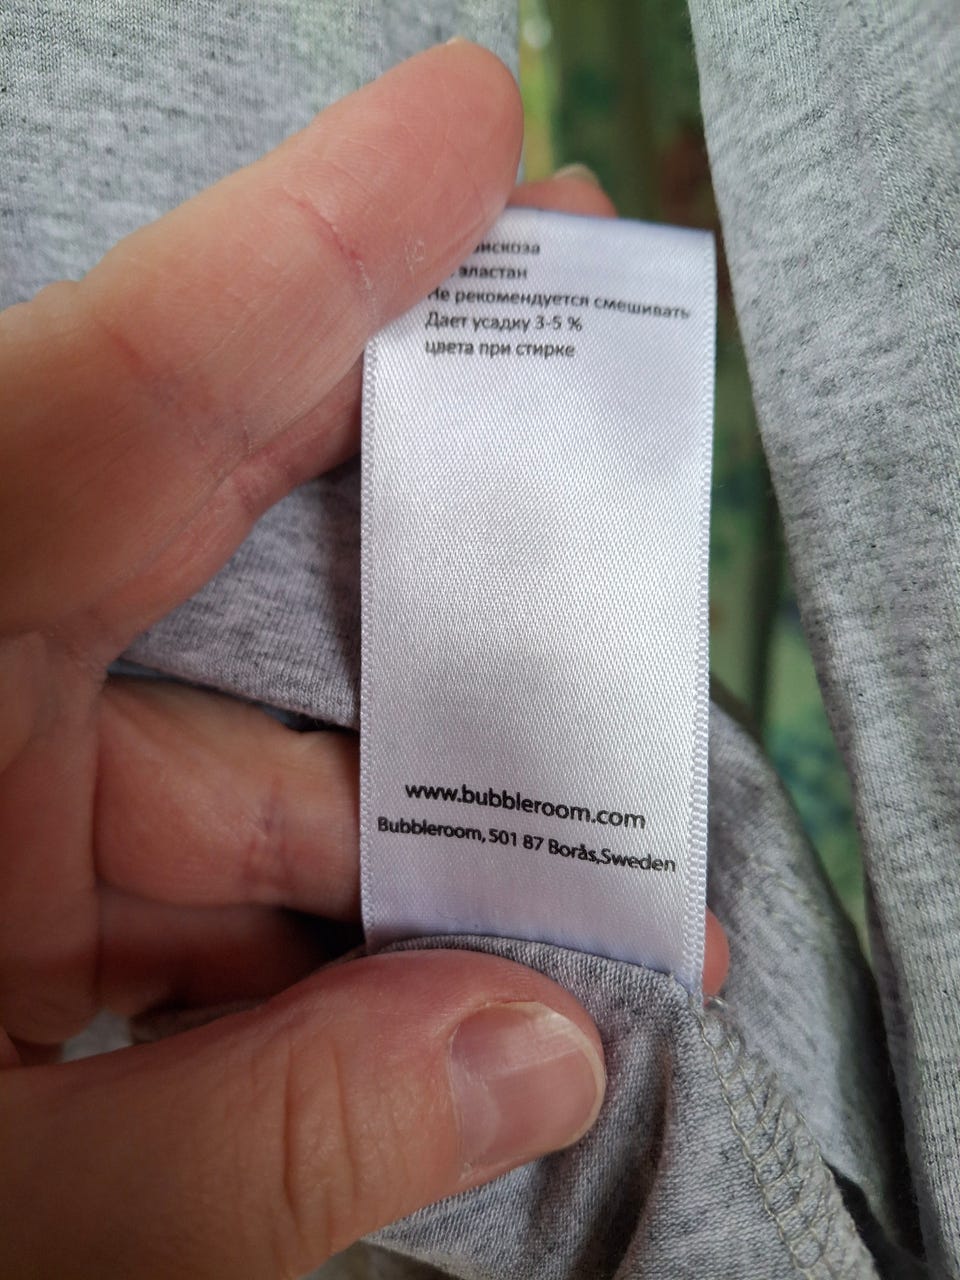 эластан
Не рекомендуется смешивать
Дает усадку 3-5 %
цвета при стирке
www.bubbleroom.com
Bubbleroom, 501 87 Borås,Sweden